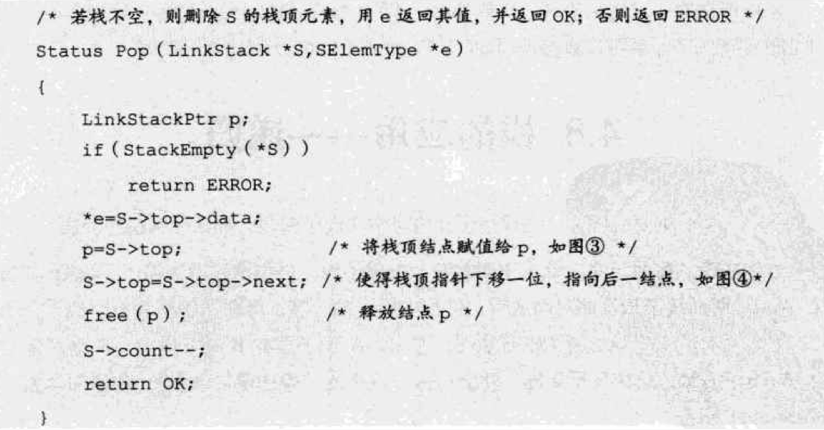 /* 若栈不空，则删除 S 的栈顶元素，用 e 返回其值，并返回 OK；否则返回 ERROR */
Status Pop(LinkStack *S,SElemType *e)
{
LinkStackPtr p;
if(StackEmpty(*S))
return ERROR;
*e=S->top->data;
p=S->top; /* 将栈顶结点赋值给 p，如图③ */
S->top=S->top->next; /* 使得栈顶指针下移一位，指向后一结点，如图④*/
free(p); /* 释放结点 p */
S->count--;
return OK;
}